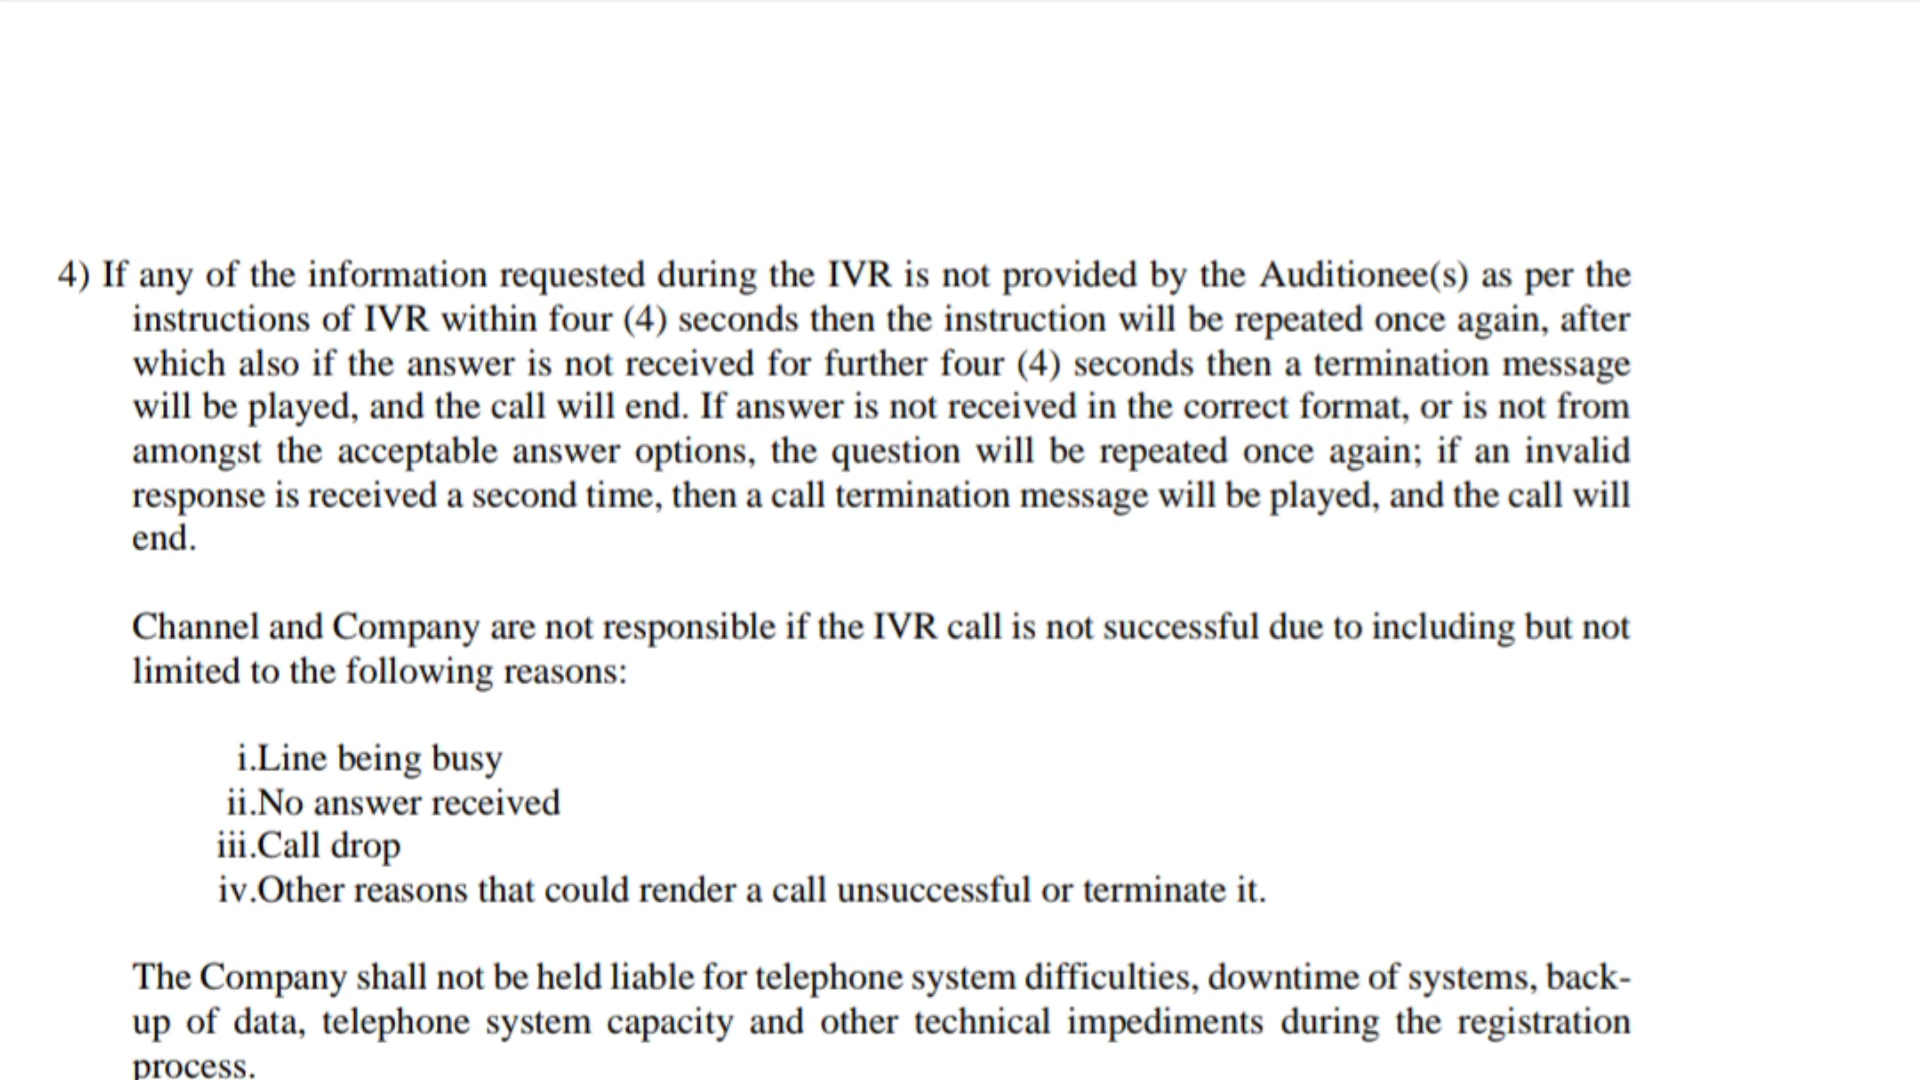 4) If any of the information requested during the IVR is not provided by the Auditionee(s) as per the
instructions of IVR within four (4) seconds then the instruction will be repeated once again, after
which also if the answer is not received for further four (4) seconds then a termination message
will be played, and the call will end. If answer is not received in the correct format, or is not from
amongst the acceptable answer options, the question will be repeated once again; if an invalid
response is received a second time, then a call termination message will be played, and the call will
end.
Channel and Company are not responsible if the IVR call is not successful due to including but not
limited to the following reasons:
i.Line being busy
ii.No answer received
iii.Call drop
iv.Other reasons that could render a call unsuccessful or terminate it.
The Company shall not be held liable for telephone system difficulties, downtime of systems, back-
up of data, telephone system capacity and other technical impediments during the registration
process.